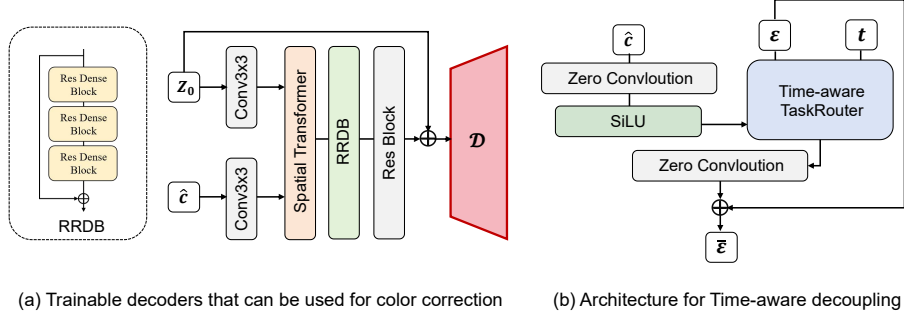 Res Dense
Block
Res Dense
Block
Res Dense
Block
RRDB
Z₀
ĉ
Conv3x3
Conv3x3
Spatial Transformer
RRDB
Res Block
𝓓
(a) Trainable decoders that can be used for color correction
ĉ
Zero Convloution
SiLU
ε
t
Time-aware
TaskRouter
Zero Convloution
ε̄
(b) Architecture for Time-aware decoupling